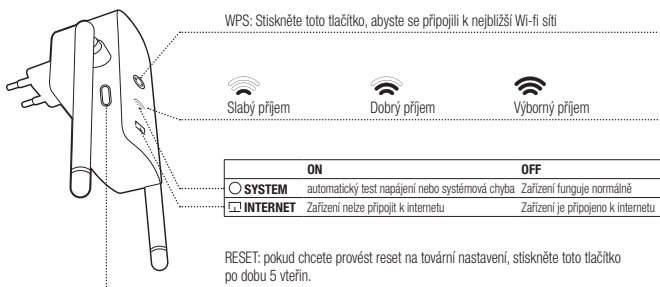 WPS: Stiskněte toto tlačítko, abyste se připojili k nejbližší Wi-fi síti
Slabý příjem Dobrý příjem Výborný příjem
ON OFF
SYSTEM automatický test napájení nebo systémová chyba Zařízení funguje normálně
INTERNET Zařízení nelze připojit k internetu Zařízení je připojeno k internetu
RESET: pokud chcete provést reset na tovární nastavení, stiskněte toto tlačítko
po dobu 5 vteřin.